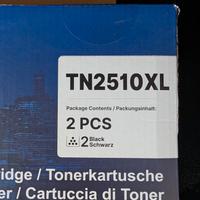 TN2510XL
Package Contents / Packungsinhalt:
2 PCS
2 Black
Schwarz
ridge / Tonerkartusche
er / Cartuccia di Toner